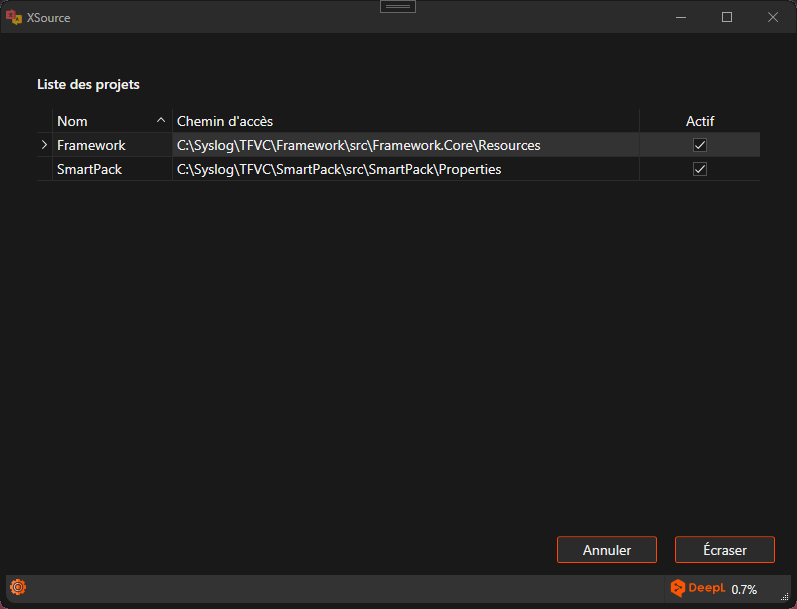 XSource
Liste des projets
Nom Chemin d'accès Actif
Framework C:\Syslog\TFVC\Framework\src\Framework.Core\Resources
SmartPack C:\Syslog\TFVC\SmartPack\src\SmartPack\Properties
Annuler Écraser
DeepL 0.7%